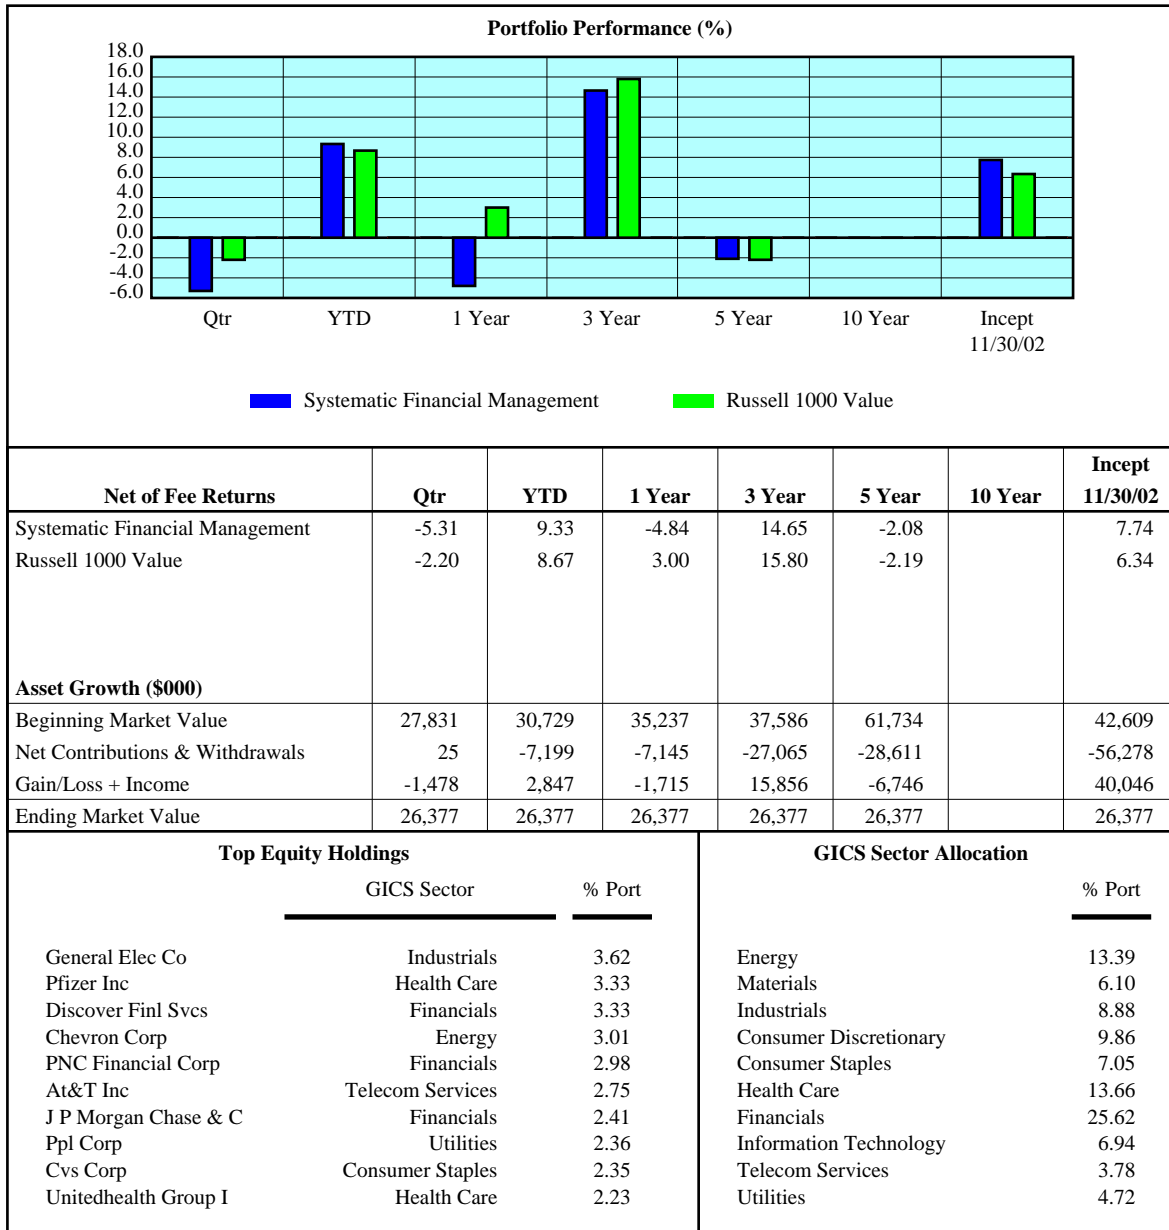 Portfolio Performance (%)
18.0
16.0
14.0
12.0
10.0
8.0
6.0
4.0
2.0
0.0
-2.0
-4.0
-6.0
Qtr YTD 1 Year 3 Year 5 Year 10 Year Incept
11/30/02
Systematic Financial Management Russell 1000 Value
Incept
Net of Fee Returns Qtr YTD 1 Year 3 Year 5 Year 10 Year 11/30/02
Systematic Financial Management -5.31 9.33 -4.84 14.65 -2.08 7.74
Russell 1000 Value -2.20 8.67 3.00 15.80 -2.19 6.34
Asset Growth ($000)
Beginning Market Value 27,831 30,729 35,237 37,586 61,734 42,609
Net Contributions & Withdrawals 25 -7,199 -7,145 -27,065 -28,611 -56,278
Gain/Loss + Income -1,478 2,847 -1,715 15,856 -6,746 40,046
Ending Market Value 26,377 26,377 26,377 26,377 26,377 26,377
Top Equity Holdings
GICS Sector % Port
General Elec Co Industrials 3.62
Pfizer Inc Health Care 3.33
Discover Finl Svcs Financials 3.33
Chevron Corp Energy 3.01
PNC Financial Corp Financials 2.98
At&T Inc Telecom Services 2.75
J P Morgan Chase & C Financials 2.41
Ppl Corp Utilities 2.36
Cvs Corp Consumer Staples 2.35
Unitedhealth Group I Health Care 2.23
GICS Sector Allocation
% Port
Energy 13.39
Materials 6.10
Industrials 8.88
Consumer Discretionary 9.86
Consumer Staples 7.05
Health Care 13.66
Financials 25.62
Information Technology 6.94
Telecom Services 3.78
Utilities 4.72